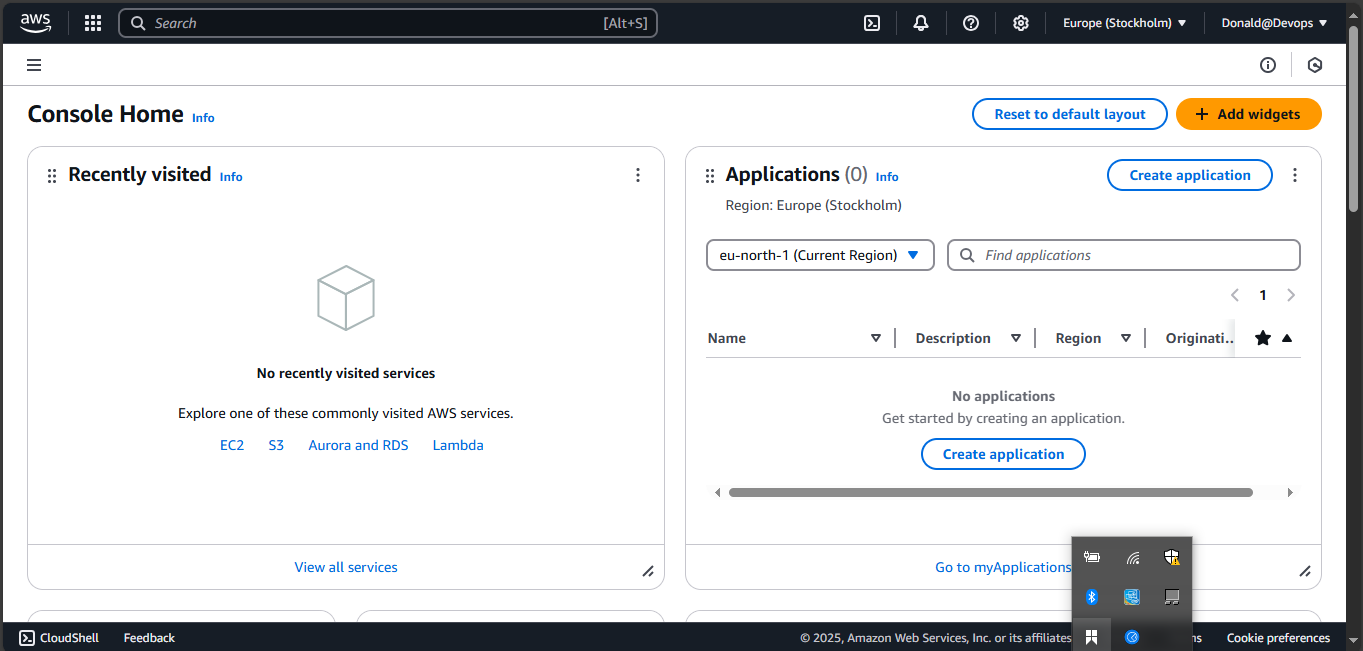 aws
Search [Alt+S]
Europe (Stockholm)
Donald@Devops
Console Home Info
Reset to default layout
Add widgets
Recently visited Info
No recently visited services
Explore one of these commonly visited AWS services.
EC2 S3 Aurora and RDS Lambda
View all services
Applications (0) Info
Create application
Region: Europe (Stockholm)
eu-north-1 (Current Region)
Find applications
1
Name Description Region Originati..
No applications
Get started by creating an application.
Create application
Go to myApplications
CloudShell Feedback
© 2025, Amazon Web Services, Inc. or its affiliates
Cookie preferences